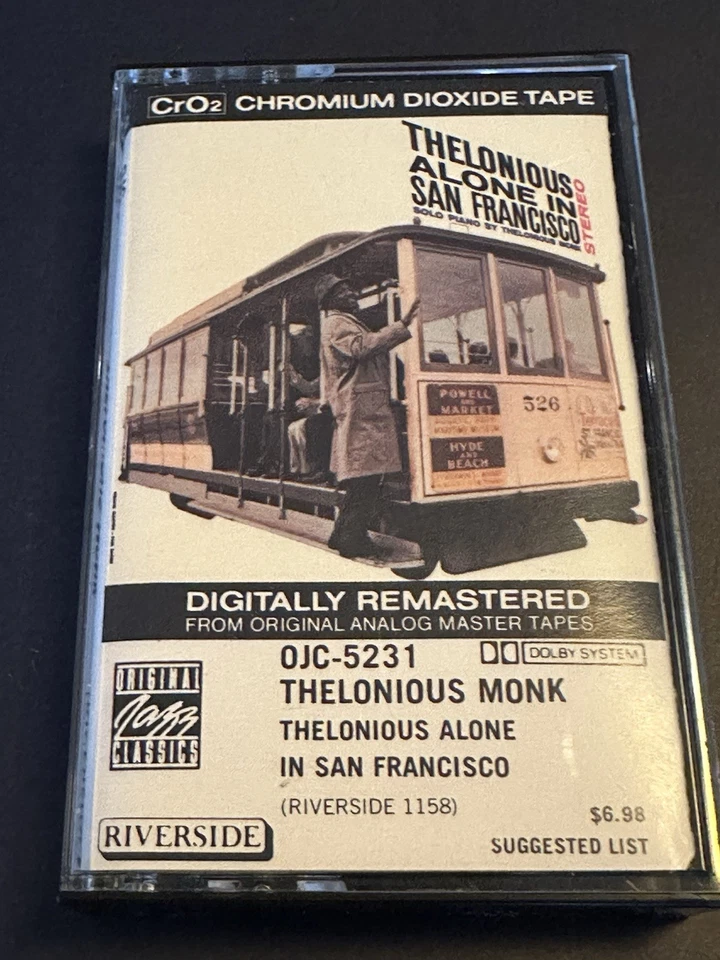 CrO2 CHROMIUM DIOXIDE TAPE
THELONIOUS
ALONE IN
SAN FRANCISCO
STEREO
SOLO PIANO BY THELONIOUS MONK
POWELL
AND
MARKET
526
HYDE
AND
BEACH
DIGITALLY REMASTERED
FROM ORIGINAL ANALOG MASTER TAPES
OJC-5231
DOLBY SYSTEM
THELONIOUS MONK
THELONIOUS ALONE
IN SAN FRANCISCO
(RIVERSIDE 1158)
ORIGINAL
Jazz
CLASSICS
RIVERSIDE
$6.98
SUGGESTED LIST